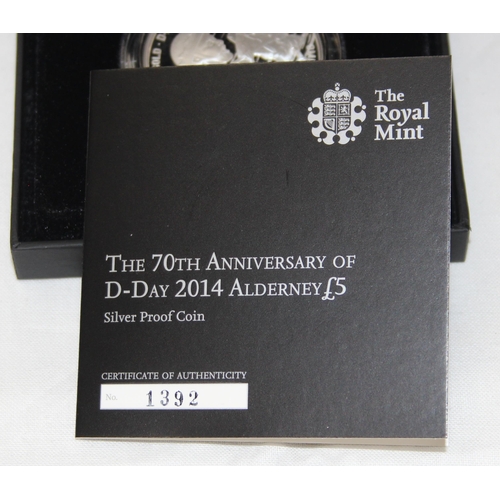 The
Royal
Mint
THE 70TH ANNIVERSARY OF
D-DAY 2014 ALDERNEY £5
Silver Proof Coin
CERTIFICATE OF AUTHENTICITY
No. 1392